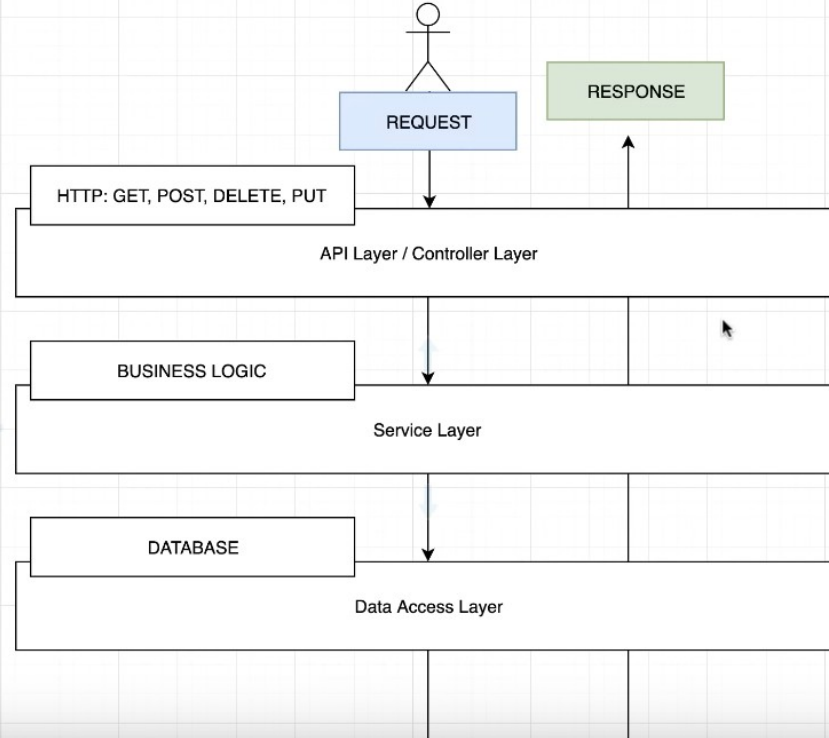 REQUEST
RESPONSE
HTTP: GET, POST, DELETE, PUT
API Layer / Controller Layer
BUSINESS LOGIC
Service Layer
DATABASE
Data Access Layer